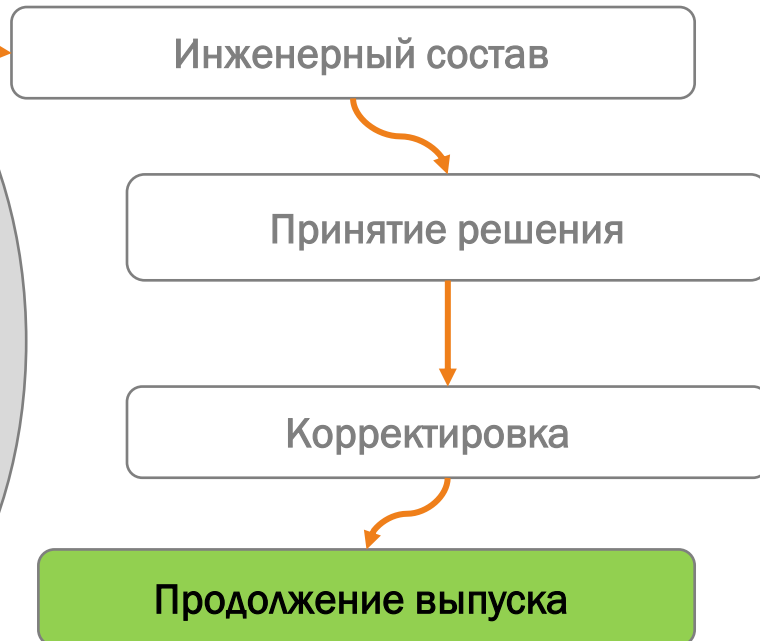 Инженерный состав
Принятие решения
Корректировка
Продолжение выпуска